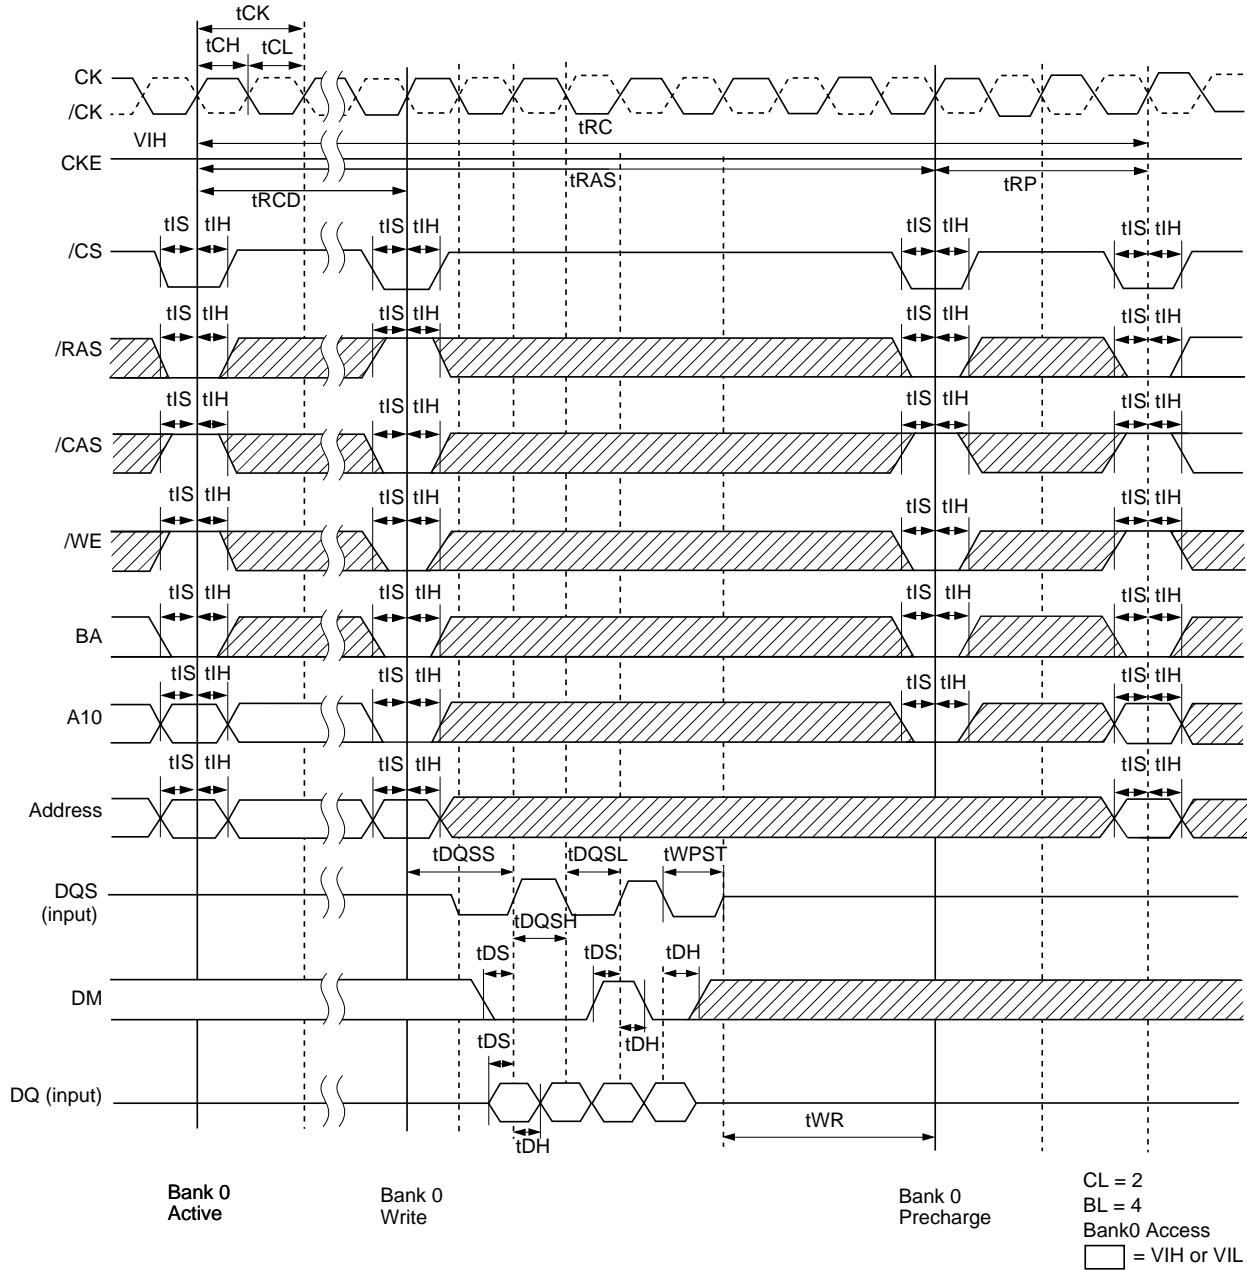 tCK
tCH tCL
CK
/CK
tRC
VIH
CKE
tRAS
tRP
tRCD
tIS tIH tIS tIH tIS tIH tIS tIH
/CS
tIS tIH tIS tIH tIS tIH tIS tIH
/RAS
tIS tIH tIS tIH tIS tIH tIS tIH
/CAS
tIS tIH tIS tIH tIS tIH tIS tIH
/WE
tIS tIH tIS tIH tIS tIH tIS tIH
BA
tIS tIH tIS tIH tIS tIH tIS tIH
A10
tIS tIH tIS tIH tIS tIH
Address
tDQSS tDQSL tWPST
DQS
(input)
tDQSH
tDS tDS tDH
DM
tDS tDH
DQ (input)
tDH
tWR
Bank 0
Active
Bank 0
Write
Bank 0
Precharge
CL = 2
BL = 4
Bank0 Access
= VIH or VIL